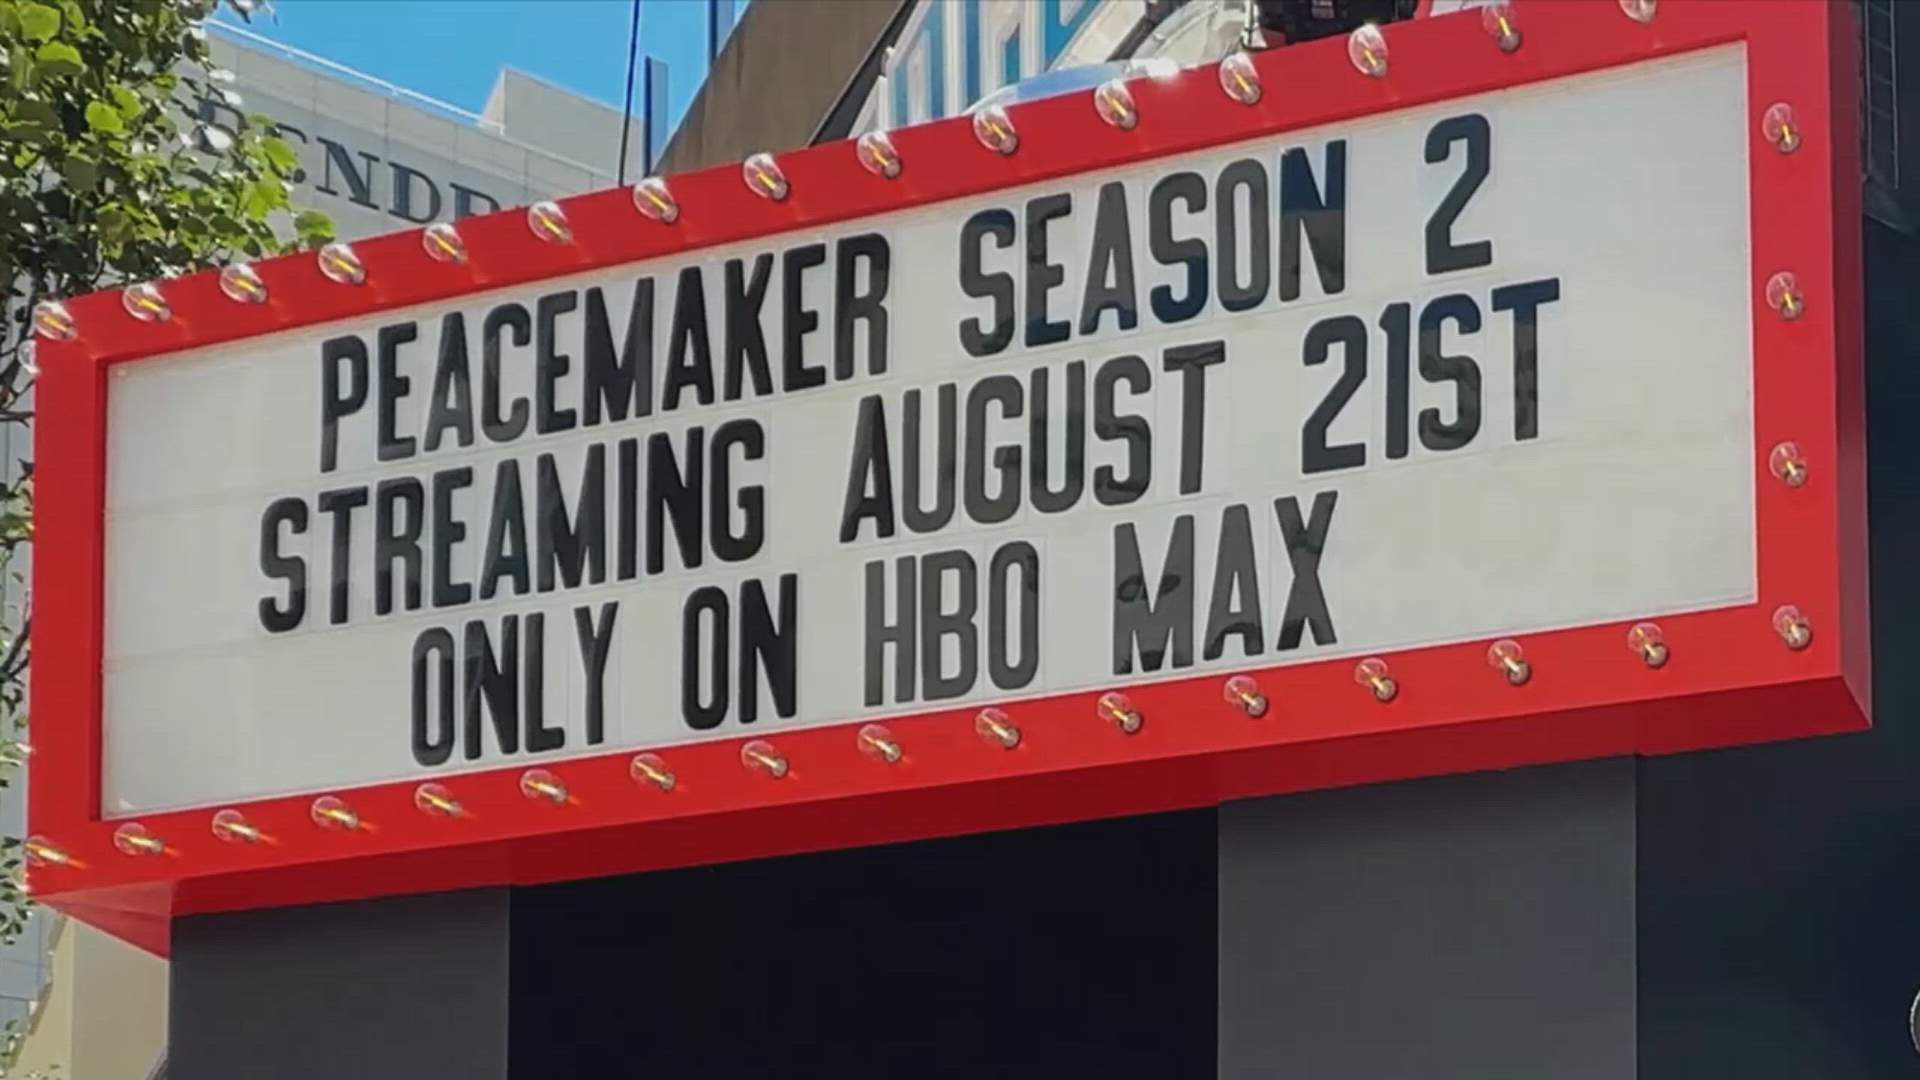 PEACEMAKER SEASON 2
STREAMING AUGUST 21ST
ONLY ON HBO MAX